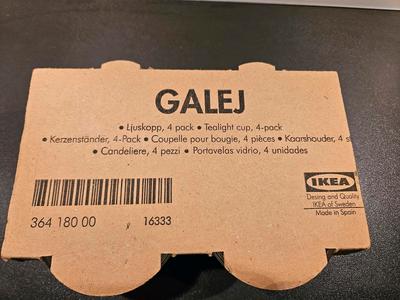 GALEJ
• Ljuskopp, 4 pack • Tealight cup, 4-pack
• Kerzenständer, 4-Pack • Coupelle pour bougie, 4 pièces • Kaarshouder, 4 s
• Candeliere, 4 pezzi • Portavelas vidrio, 4 unidades
IKEA
Desing and Quality
IKEA of Sweden
Made in Spain
364 180 00 16333